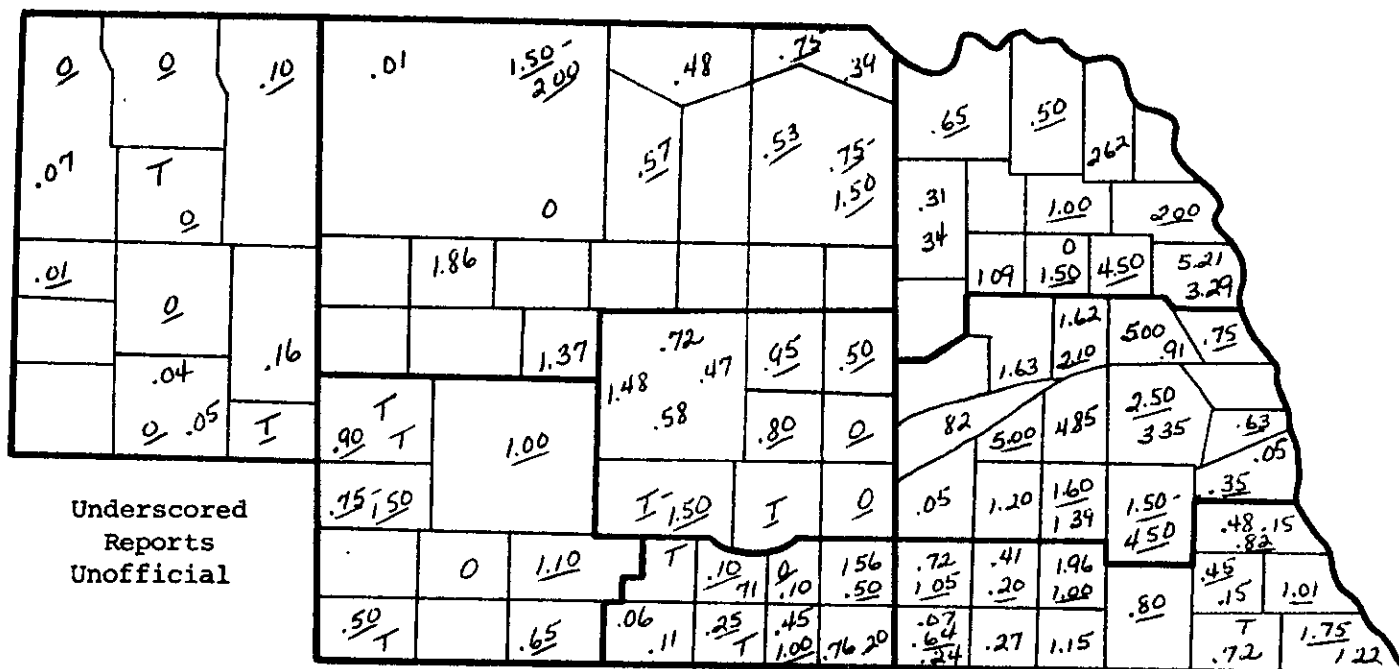 0 0 .10 .01 1.50-
2.00 .48 .75 .39
.65 .50 2.62
.07 T
0 0 .57 .53 .75-
1.50
.31
.34 1.00 2.00
.01 0 1.86 1.09 0
1.50 4.50 5.21
3.29
.16 1.37 .72
1.48 .47
.58 .95 .50 1.63 1.62
2.10 5.00
.91 .75
.04
0 .05 T .90 T
T 1.00 .80 0 .82 5.00 4.85 2.50
3.35 .63
.05
.35
.75-1.50 T-1.50 T 0 .05 1.20 1.60
1.39 1.50-
4.50 .48 .15
.82
Underscored
Reports
Unofficial
0 1.10 T .10
.71 0
.10 1.56
.50 .72
1.05 .41
.20 1.96
1.00 .80 .45
.15 1.01
.50
T .65 .06
.11 .25
T .45
1.00 .76 .20 .07
.64
.24 .27 1.15 T
.72 1.75
1.22